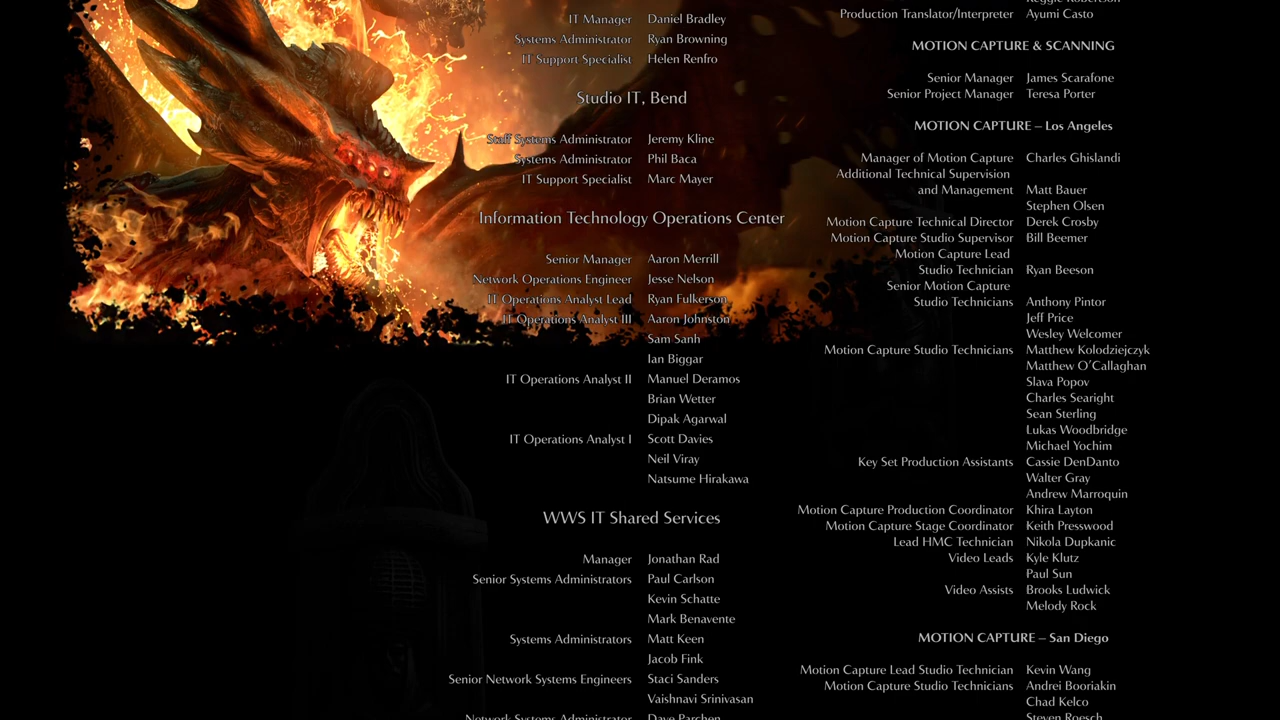 IT Manager Daniel Bradley
Systems Administrator Ryan Browning
IT Support Specialist Helen Renfro
Studio IT, Bend
Staff Systems Administrator Jeremy Kline
Systems Administrator Phil Baca
IT Support Specialist Marc Mayer
Information Technology Operations Center
Senior Manager Aaron Merrill
Network Operations Engineer Jesse Nelson
IT Operations Analyst Lead Ryan Fulkerson
IT Operations Analyst III Aaron Johnston
Sam Sanh
Ian Biggar
IT Operations Analyst II Manuel Deramos
Brian Wetter
Dipak Agarwal
IT Operations Analyst I Scott Davies
Neil Viray
Natsume Hirakawa
WWS IT Shared Services
Manager Jonathan Rad
Senior Systems Administrators Paul Carlson
Kevin Schatte
Mark Benavente
Systems Administrators Matt Keen
Jacob Fink
Senior Network Systems Engineers Staci Sanders
Vaishnavi Srinivasan
Network Administrator Dave Parchen
Production Translator/Interpreter Ayumi Casto
MOTION CAPTURE & SCANNING
Senior Manager James Scarafone
Senior Project Manager Teresa Porter
MOTION CAPTURE – Los Angeles
Manager of Motion Capture Charles Ghislandi
Additional Technical Supervision
and Management Matt Bauer
Stephen Olsen
Motion Capture Technical Director Derek Crosby
Motion Capture Studio Supervisor Bill Beemer
Motion Capture Lead
Studio Technician Ryan Beeson
Senior Motion Capture
Studio Technicians Anthony Pintor
Jeff Price
Wesley Welcomer
Motion Capture Studio Technicians Matthew Kolodziejczyk
Matthew O’Callaghan
Slava Popov
Charles Searight
Sean Sterling
Lukas Woodbridge
Michael Yochim
Key Set Production Assistants Cassie DenDanto
Walter Gray
Andrew Marroquin
Motion Capture Production Coordinator Khira Layton
Motion Capture Stage Coordinator Keith Presswood
Lead HMC Technician Nikola Dupkanic
Video Leads Kyle Klutz
Paul Sun
Video Assists Brooks Ludwick
Melody Rock
MOTION CAPTURE – San Diego
Motion Capture Lead Studio Technician Kevin Wang
Motion Capture Studio Technicians Andrei Booriakin
Chad Kelco
Steven Roesch